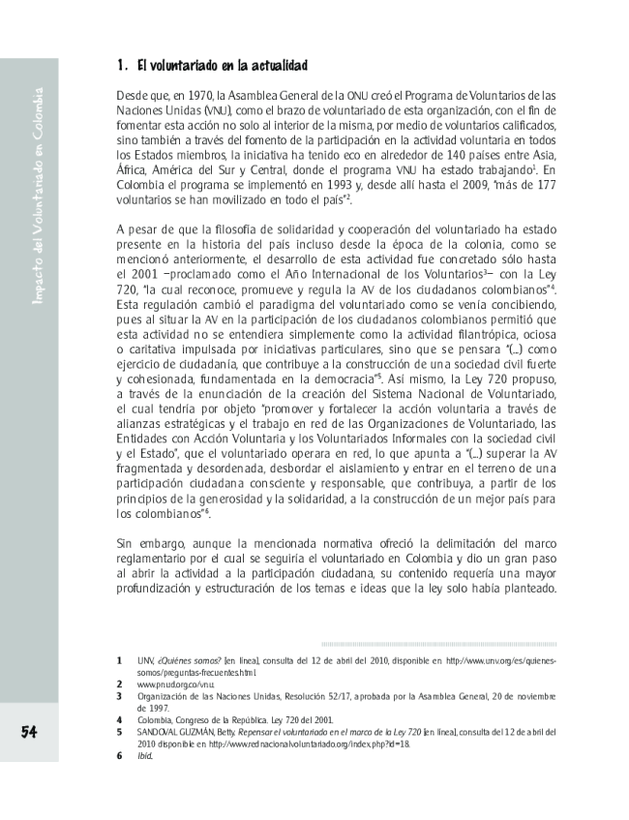 Impacto del Voluntariado en Colombia
1. El voluntariado en la actualidad
Desde que, en 1970, la Asamblea General de la ONU creó el Programa de Voluntarios de las
Naciones Unidas (VNU), como el brazo de voluntariado de esta organización, con el fin de
fomentar esta acción no solo al interior de la misma, por medio de voluntarios calificados,
sino también a través del fomento de la participación en la actividad voluntaria en todos
los Estados miembros, la iniciativa ha tenido eco en alrededor de 140 países entre Asia,
África, América del Sur y Central, donde el programa VNU ha estado trabajando¹. En
Colombia el programa se implementó en 1993 y, desde allí hasta el 2009, “más de 177
voluntarios se han movilizado en todo el país”².
A pesar de que la filosofía de solidaridad y cooperación del voluntariado ha estado
presente en la historia del país incluso desde la época de la colonia, como se
mencionó anteriormente, el desarrollo de esta actividad fue concretado sólo hasta
el 2001 –proclamado como el Año Internacional de los Voluntarios³– con la Ley
720, “la cual reconoce, promueve y regula la AV de los ciudadanos colombianos”⁴.
Esta regulación cambió el paradigma del voluntariado como se venía concibiendo,
pues al situar la AV en la participación de los ciudadanos colombianos permitió que
esta actividad no se entendiera simplemente como la actividad filantrópica, ociosa
o caritativa impulsada por iniciativas particulares, sino que se pensara “(...) como
ejercicio de ciudadanía, que contribuye a la construcción de una sociedad civil fuerte
y cohesionada, fundamentada en la democracia”⁵. Así mismo, la Ley 720 propuso,
a través de la enunciación de la creación del Sistema Nacional de Voluntariado,
el cual tendría por objeto “promover y fortalecer la acción voluntaria a través de
alianzas estratégicas y el trabajo en red de las Organizaciones de Voluntariado, las
Entidades con Acción Voluntaria y los Voluntariados Informales con la sociedad civil
y el Estado”, que el voluntariado operara en red, lo que apunta a “(...) superar la AV
fragmentada y desordenada, desbordar el aislamiento y entrar en el terreno de una
participación ciudadana consciente y responsable, que contribuya, a partir de los
principios de la generosidad y la solidaridad, a la construcción de un mejor país para
los colombianos”⁶.
Sin embargo, aunque la mencionada normativa ofreció la delimitación del marco
reglamentario por el cual se seguiría el voluntariado en Colombia y dio un gran paso
al abrir la actividad a la participación ciudadana, su contenido requería una mayor
profundización y estructuración de los temas e ideas que la ley solo había planteado.
1 UNV, ¿Quiénes somos? [en línea], consulta del 12 de abril del 2010, disponible en http://www.unv.org/es/quienes-
somos/preguntas-frecuentes.html
2 www.pnud.org.co/vnu.
3 Organización de las Naciones Unidas, Resolución 52/17, aprobada por la Asamblea General, 20 de noviembre
de 1997.
4 Colombia, Congreso de la República. Ley 720 del 2001.
5 SANDOVAL GUZMÁN, Betty. Repensar el voluntariado en el marco de la Ley 720 [en línea], consulta del 12 de abril del
2010 disponible en http://www.rednacionalvoluntariado.org/index.php?id=18.
6 Ibid.
54